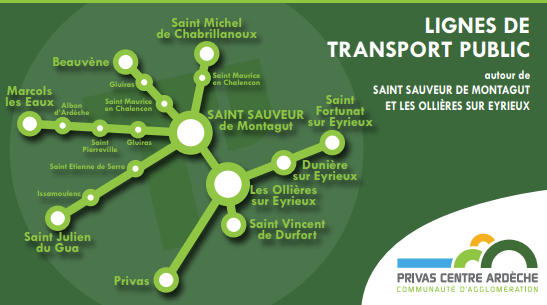 LIGNES DE
TRANSPORT PUBLIC
autour de
SAINT SAUVEUR DE MONTAGUT
ET LES OLLIÈRES SUR EYRIEUX
Saint Michel
de Chabrillanoux
Beauvène
Gluiras
Saint Maurice
en Chalencon
Saint Maurice
en Chalencon
Marcols
les Eaux
Albon
d'Ardèche
Saint
Pierreville
Gluiras
SAINT SAUVEUR
de Montagut
Saint
Fortunat
sur Eyrieux
Saint Etienne de Serre
Dunière
sur Eyrieux
Issamoulenc
Les Ollières
sur Eyrieux
Saint Julien
du Gua
Saint Vincent
de Durfort
Privas
PRIVAS CENTRE ARDÈCHE
COMMUNAUTÉ D'AGGLOMÉRATION